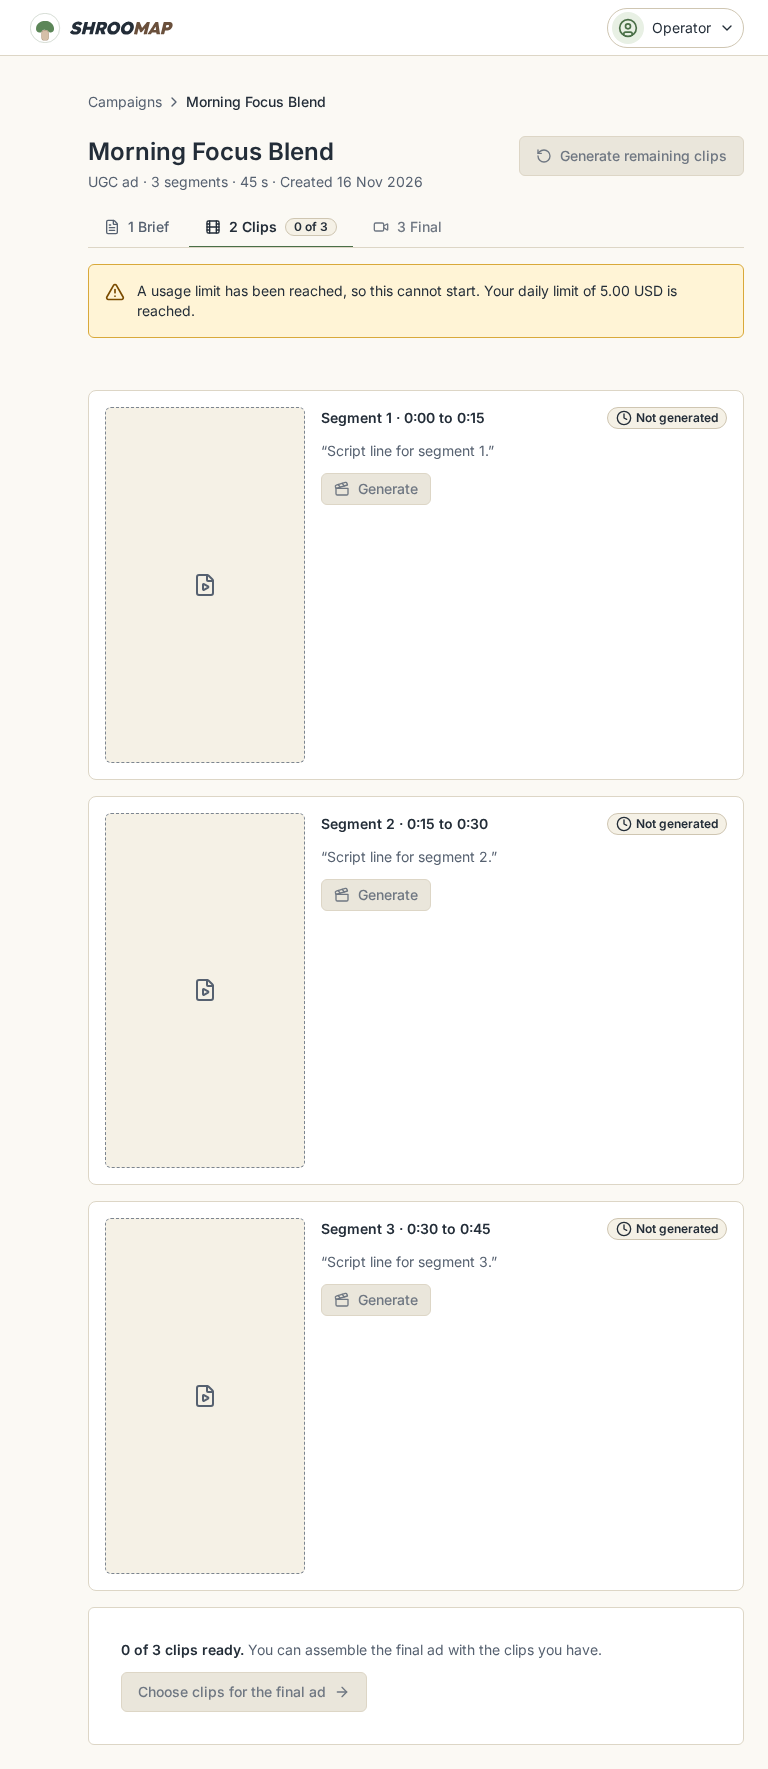 SHROOMAP
Operator
Campaigns > Morning Focus Blend
Morning Focus Blend
Generate remaining clips
UGC ad · 3 segments · 45 s · Created 16 Nov 2026
1 Brief
2 Clips
0 of 3
3 Final
A usage limit has been reached, so this cannot start. Your daily limit of 5.00 USD is
reached.
Segment 1 · 0:00 to 0:15
Not generated
“Script line for segment 1.”
Generate
Segment 2 · 0:15 to 0:30
Not generated
“Script line for segment 2.”
Generate
Segment 3 · 0:30 to 0:45
Not generated
“Script line for segment 3.”
Generate
0 of 3 clips ready. You can assemble the final ad with the clips you have.
Choose clips for the final ad